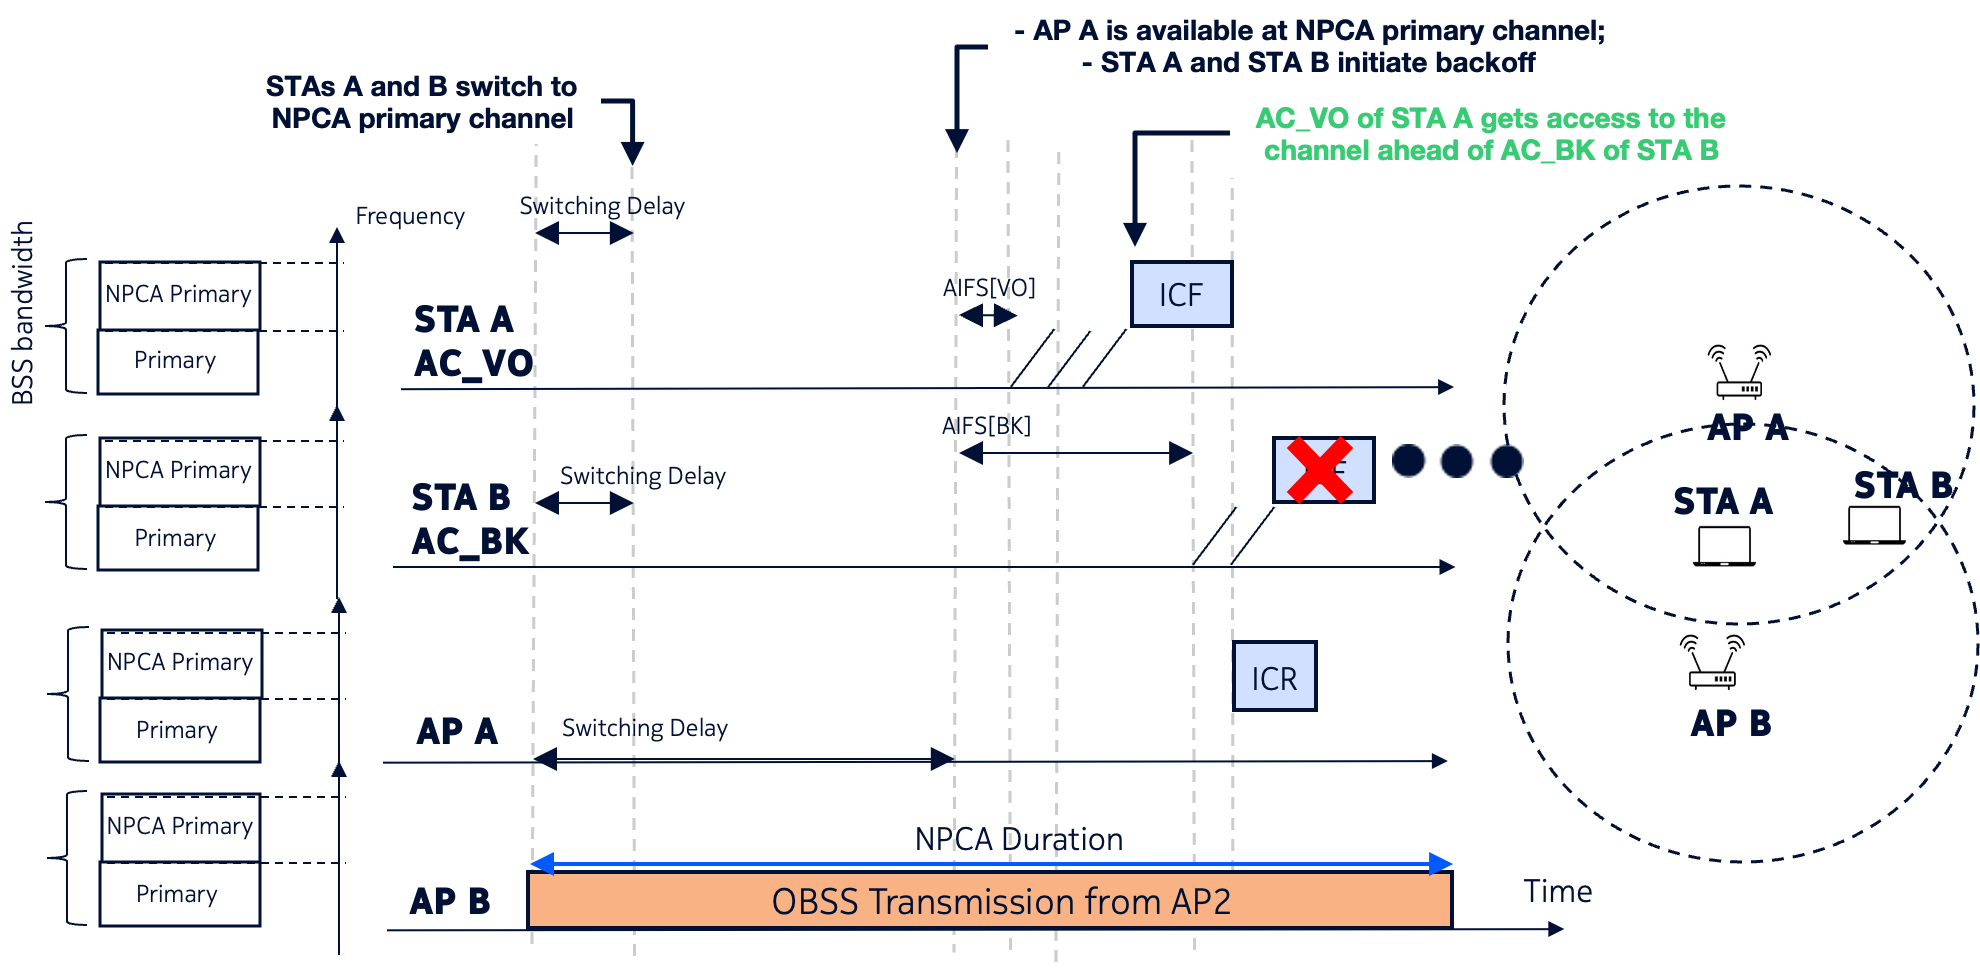 - AP A is available at NPCA primary channel;
- STA A and STA B initiate backoff
STAs A and B switch to
NPCA primary channel
AC_VO of STA A gets access to the
channel ahead of AC_BK of STA B
BSS bandwidth
Frequency
Switching Delay
NPCA Primary
Primary
STA A
AC_VO
AIFS[VO]
ICF
NPCA Primary
Primary
STA B
AC_BK
Switching Delay
AIFS[BK]
NPCA Primary
Primary
AP A
Switching Delay
ICR
NPCA Primary
Primary
AP B
NPCA Duration
OBSS Transmission from AP2
Time
AP A
STA A
STA B
AP B